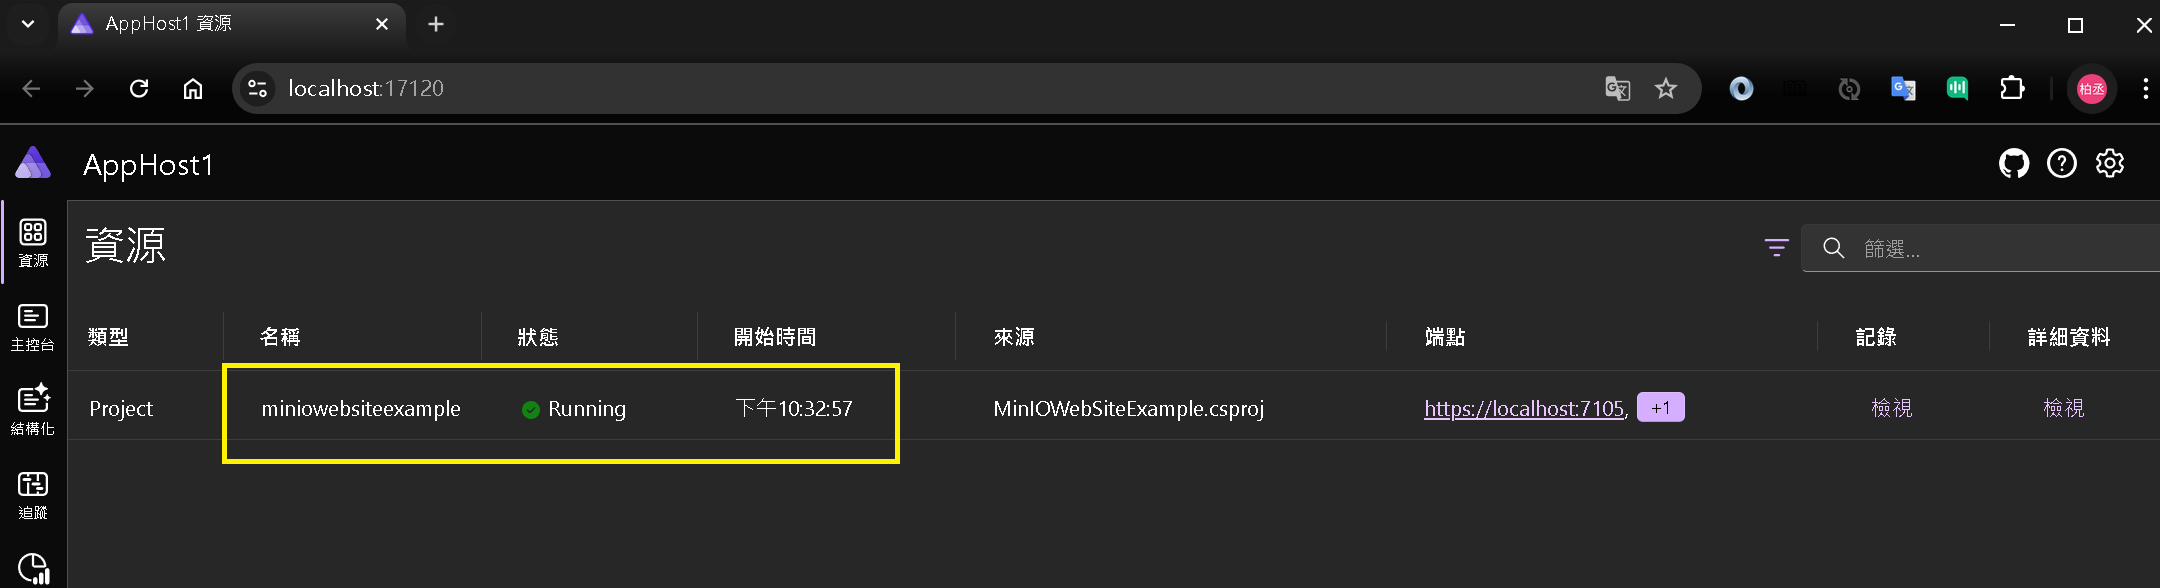 AppHost1 資源
localhost:17120
柏丞
AppHost1
資源
篩選...
資源
主控台
結構化
追蹤
類型 名稱 狀態 開始時間 來源 端點 記錄 詳細資料
Project miniowebsiteexample Running 下午10:32:57 MinIOWebSiteExample.csproj https://localhost:7105, +1 檢視 檢視